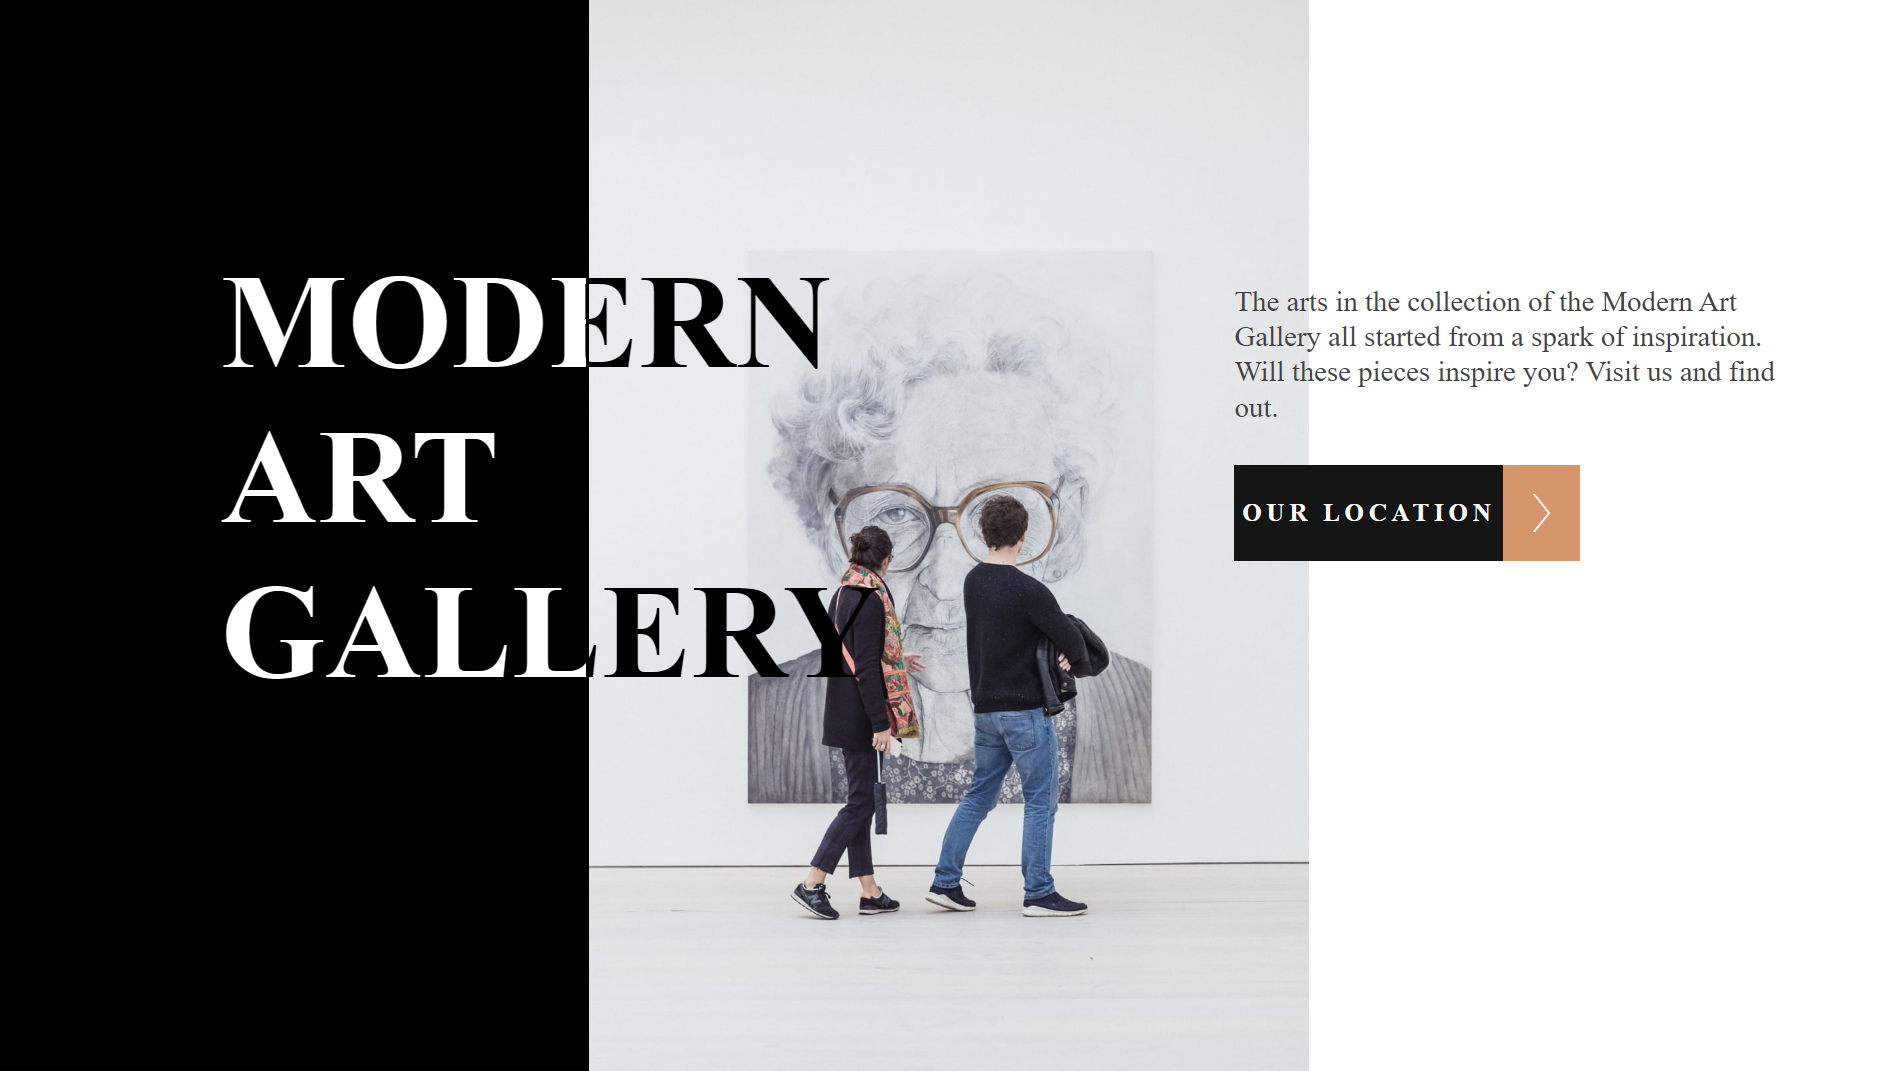 MODERN
ART
GALLERY
The arts in the collection of the Modern Art
Gallery all started from a spark of inspiration.
Will these pieces inspire you? Visit us and find
out.
OUR LOCATION